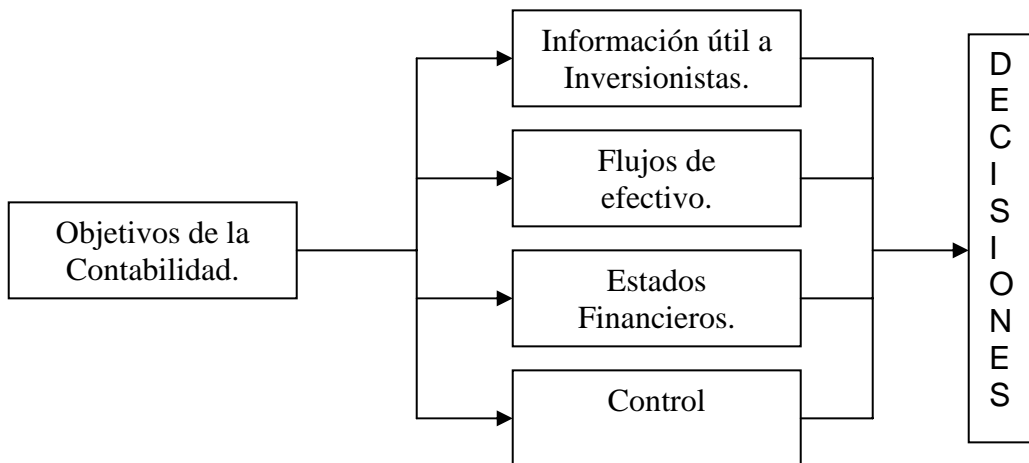 Objetivos de la
Contabilidad.
Información útil a
Inversionistas.
Flujos de
efectivo.
Estados
Financieros.
Control
D
E
C
I
S
I
O
N
E
S